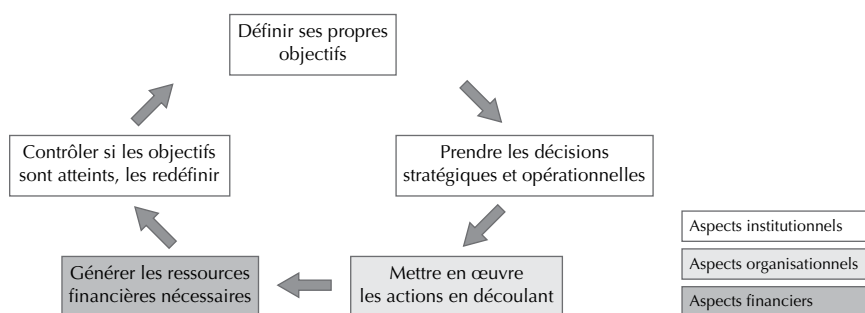 Définir ses propres
objectifs
Contrôler si les objectifs
sont atteints, les redéfinir
Prendre les décisions
stratégiques et opérationnelles
Générer les ressources
financières nécessaires
Mettre en œuvre
les actions en découlant
Aspects institutionnels
Aspects organisationnels
Aspects financiers